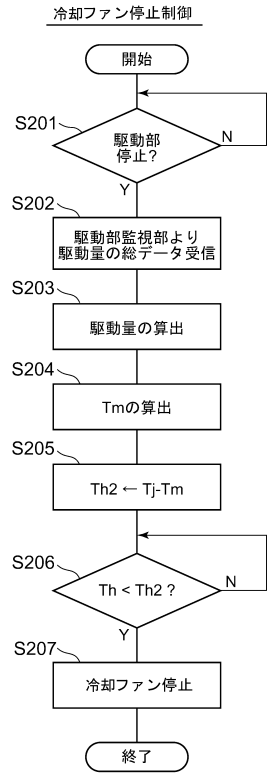 冷却ファン停止制御
開始
S201
駆動部
停止?
N
Y
S202
駆動部監視部より
駆動量の総データ受信
S203
駆動量の算出
S204
Tmの算出
S205
Th2 ← Tj-Tm
S206
Th < Th2 ?
N
Y
S207
冷却ファン停止
終了